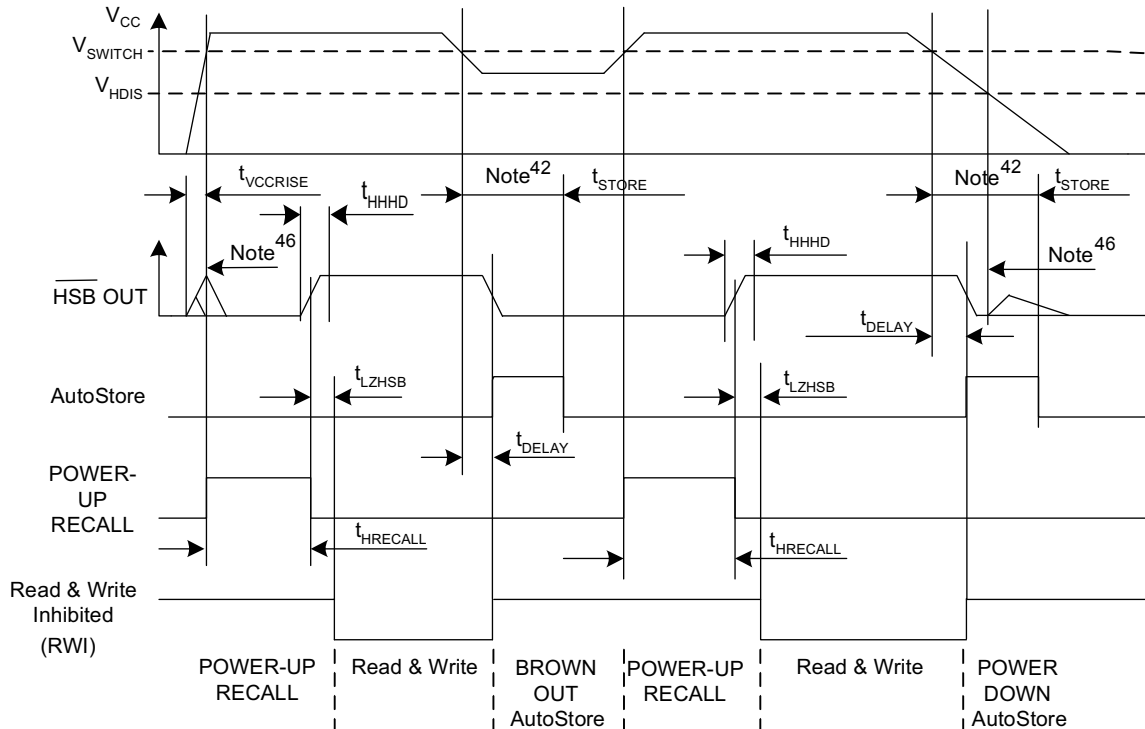 VCC
VSWITCH
VHDIS
tVCCRISE
Note42
tSTORE
Note42
tSTORE
tHHHD
tHHHD
Note46
Note46
HSB OUT
tDELAY
tLZHSB
tLZHSB
AutoStore
tDELAY
POWER-
UP
RECALL
tHRECALL
tHRECALL
Read & Write
Inhibited
(RWI)
POWER-UP
RECALL
Read & Write
BROWN
OUT
AutoStore
POWER-UP
RECALL
Read & Write
POWER
DOWN
AutoStore